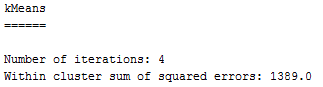 kMeans
======
Number of iterations: 4
Within cluster sum of squared errors: 1389.0